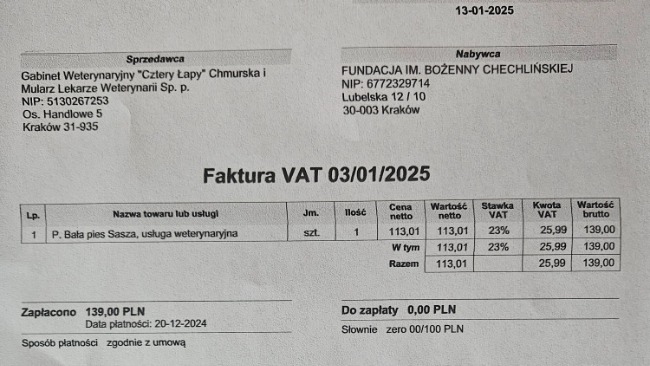 13-01-2025
Sprzedawca
Gabinet Weterynaryjny "Cztery Łapy" Chmurska i
Mularz Lekarze Weterynarii Sp. p.
NIP: 5130267253
Os. Handlowe 5
Kraków 31-935
Nabywca
FUNDACJA IM. BOŻENNY CHECHLIŃSKIEJ
NIP: 6772329714
Lubelska 12 / 10
30-003 Kraków
Faktura VAT 03/01/2025
Lp. Nazwa towaru lub usługi Jm. Ilość Cena netto Wartość netto Stawka VAT Kwota VAT Wartość brutto
1 P. Bała pies Sasza, usługa weterynaryjna szt. 1 113,01 113,01 23% 25,99 139,00
W tym 113,01 23% 25,99 139,00
Razem 113,01 25,99 139,00
Zapłacono 139,00 PLN
Data płatności: 20-12-2024
Sposób płatności zgodnie z umową
Do zapłaty 0,00 PLN
Słownie zero 00/100 PLN